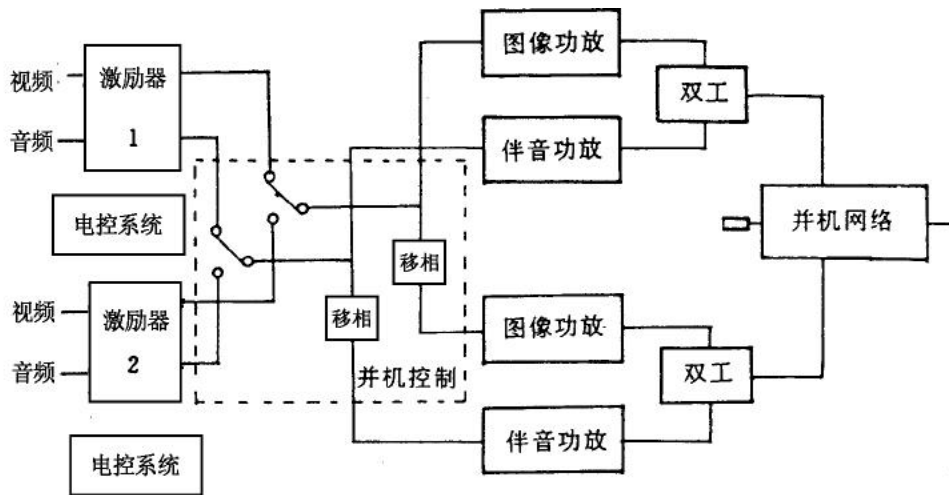 视频
音频
激励器
1
电控系统
视频
音频
激励器
2
电控系统
移相
移相
并机控制
图像功放
伴音功放
双工
并机网络
图像功放
伴音功放
双工